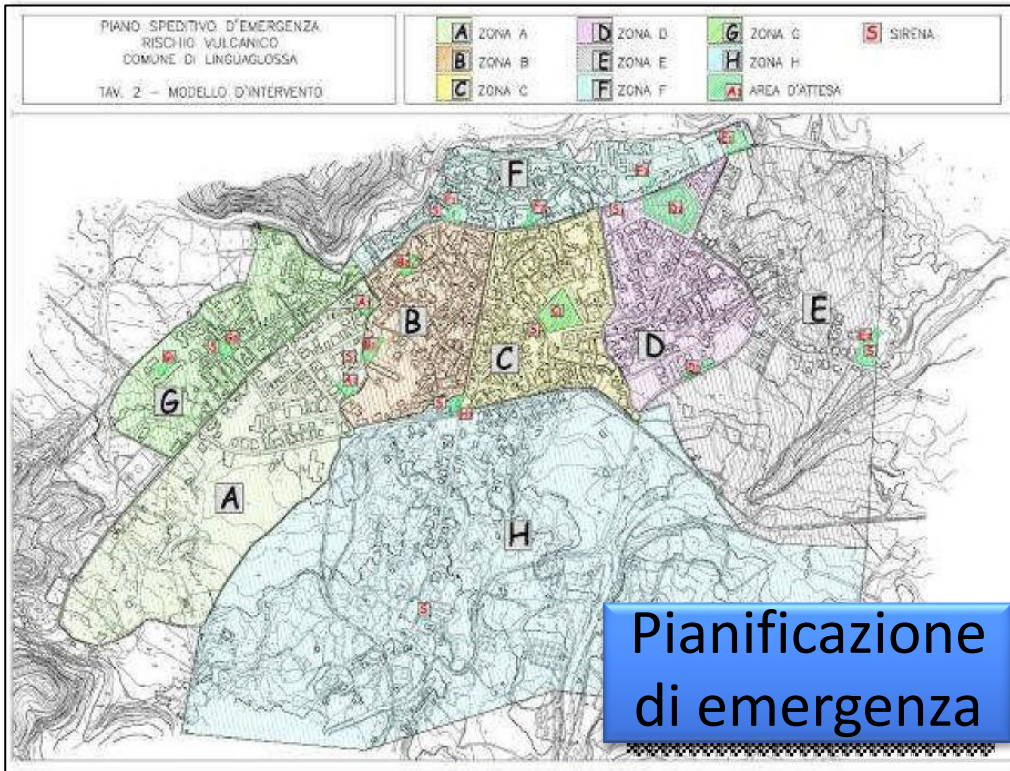 PIANO SPEDITIVO D'EMERGENZA
RISCHIO VULCANICO
COMUNE DI LINGUAGLOSSA
TAV. 2 – MODELLO D'INTERVENTO
A ZONA A
B ZONA B
C ZONA C
D ZONA D
E ZONA E
F ZONA F
G ZONA G
H ZONA H
AREA D'ATTESA
S SIRENA
F
B
E
C
D
G
A
H
S
Pianificazione
di emergenza